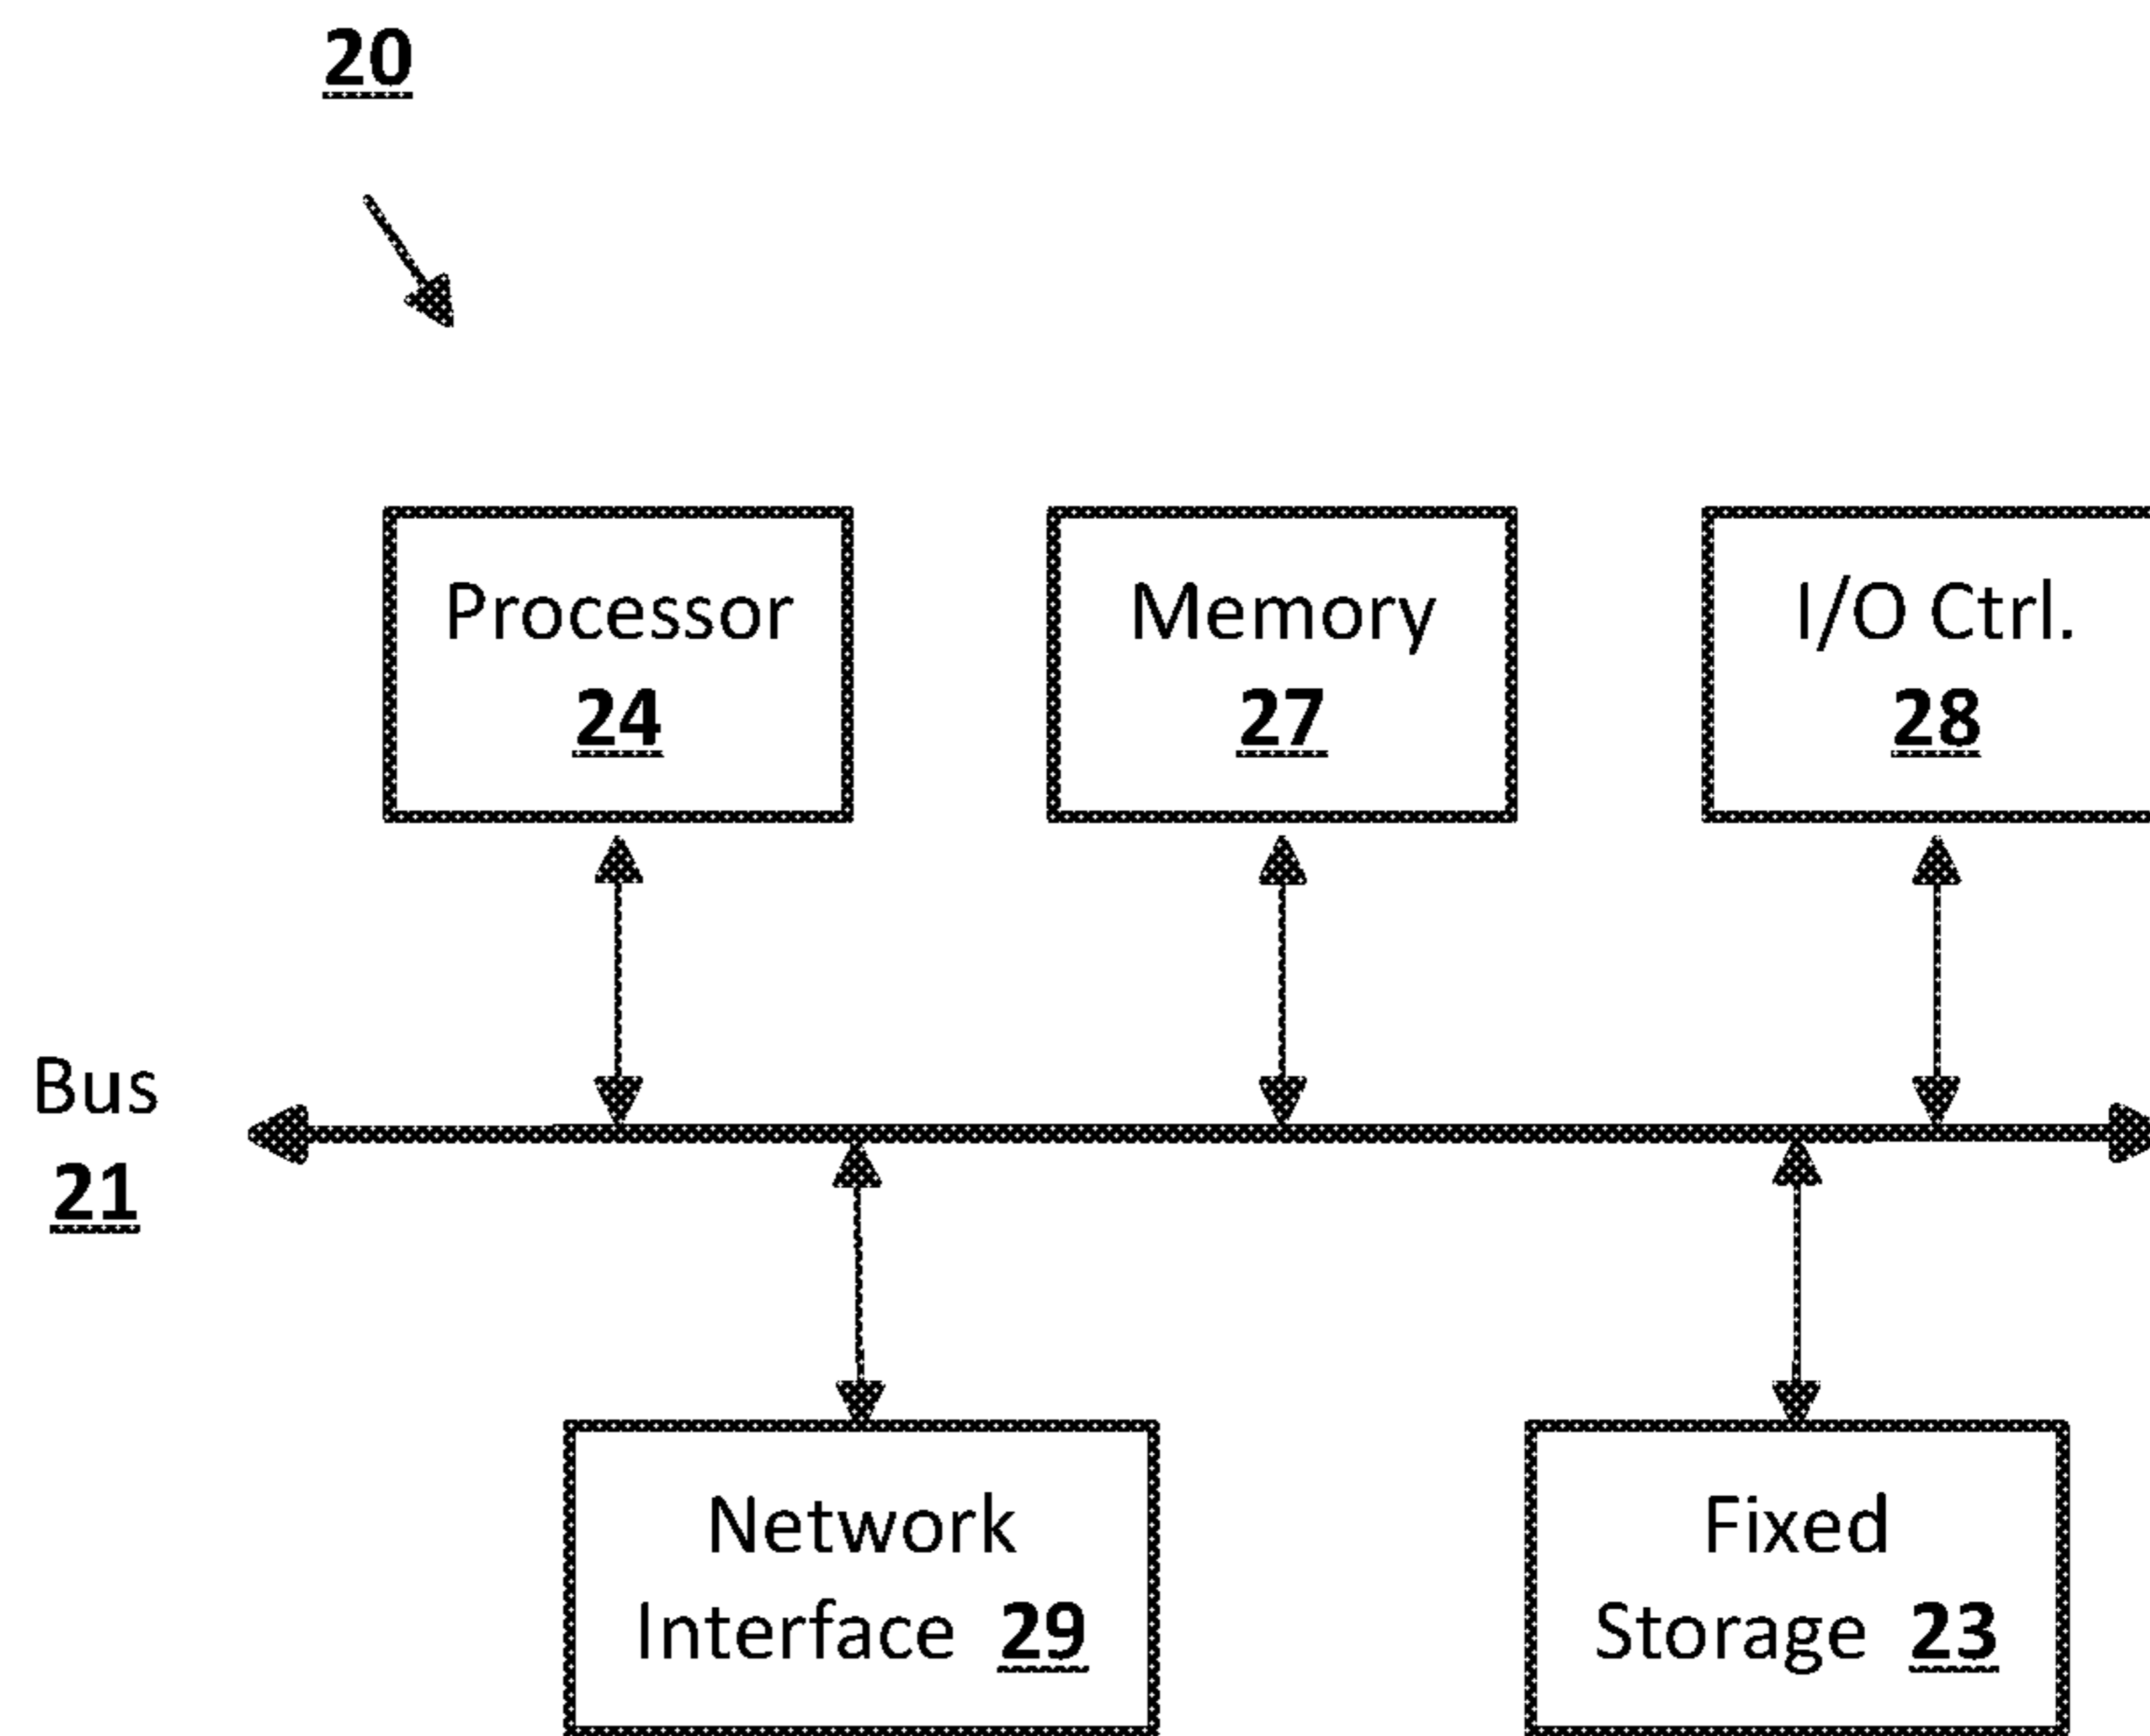 20
Processor
24
Memory
27
I/O Ctrl.
28
Bus
21
Network
Interface 29
Fixed
Storage 23